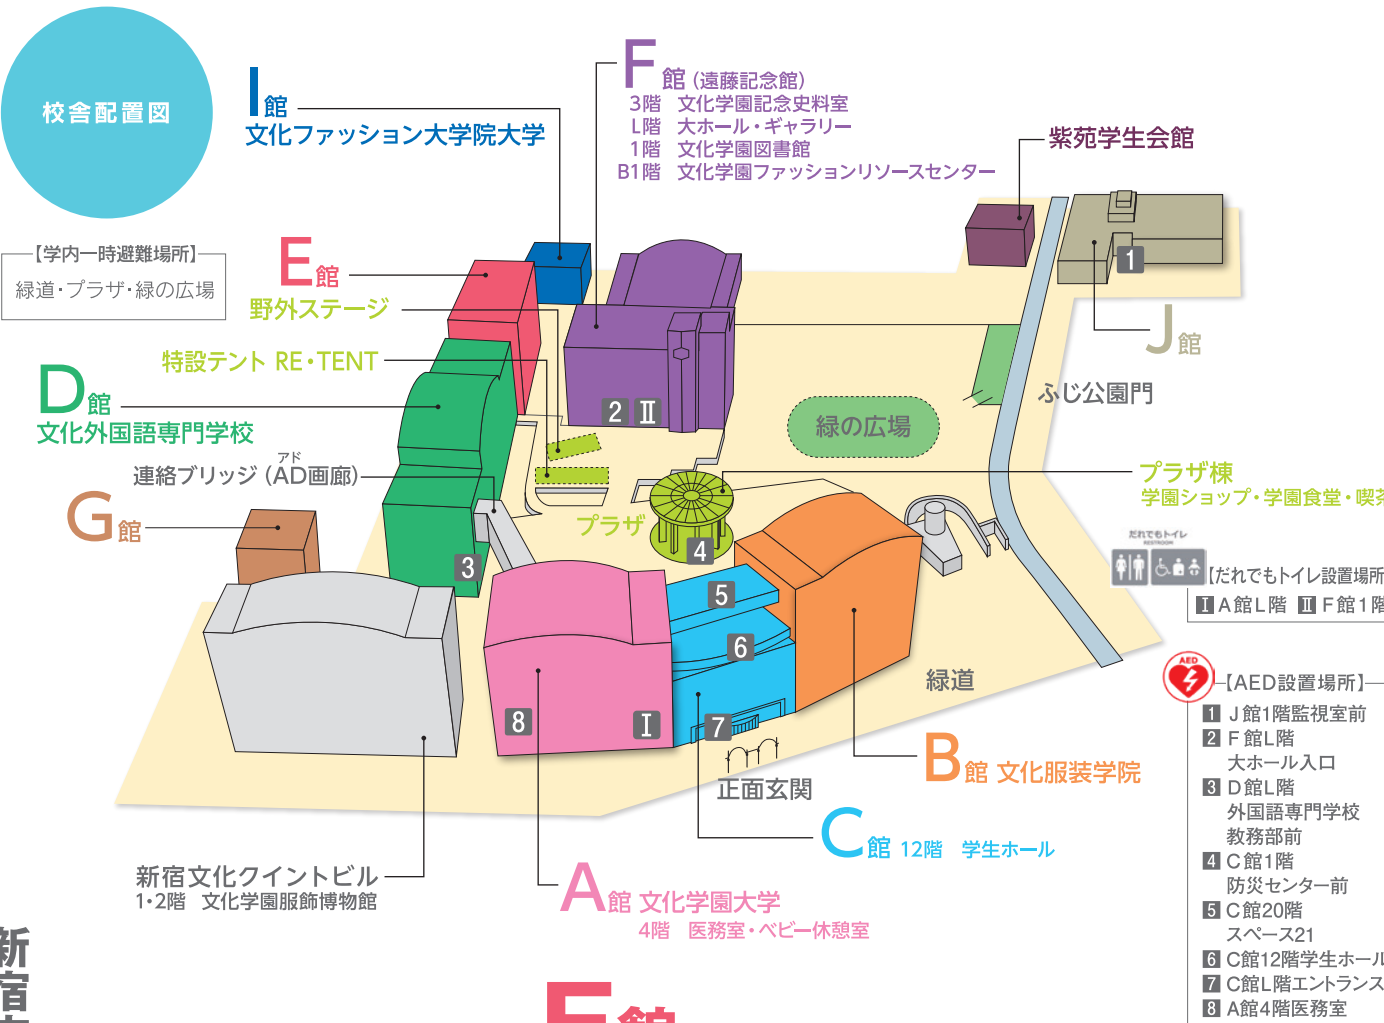 校舎配置図
【学内一時避難場所】
緑道・プラザ・緑の広場
I館
文化ファッション大学院大学
F館(遠藤記念館)
3階 文化学園記念史料室
L階 大ホール・ギャラリー
1階 文化学園図書館
B1階 文化学園ファッションリソースセンター
紫苑学生会館
E館
野外ステージ
特設テント RE・TENT
D館
文化外国語専門学校
アド
連絡ブリッジ(AD画廊)
G館
J館
1
ふじ公園門
2 Ⅱ
緑の広場
プラザ棟
学園ショップ・学園食堂・喫茶
プラザ
4
3
5
6
7
8
Ⅰ
緑道
正面玄関
B館 文化服装学院
C館 12階 学生ホール
A館 文化学園大学
4階 医務室・ベビー休憩室
新宿文化クイントビル
1・2階 文化学園服飾博物館
だれでもトイレ
RESTROOM
【だれでもトイレ設置場所
Ⅰ A館L階 Ⅱ F館1階
AED
【AED設置場所】
1 J館1階監視室前
2 F館L階
大ホール入口
3 D館L階
外国語専門学校
教務部前
4 C館1階
防災センター前
5 C館20階
スペース21
6 C館12階学生ホール
7 C館L階エントランス
8 A館4階医務室
新宿
E館